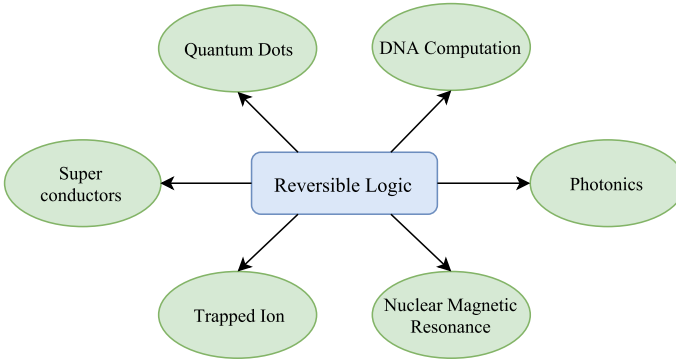 Quantum Dots
DNA Computation
Super
conductors
Reversible Logic
Photonics
Trapped Ion
Nuclear Magnetic
Resonance